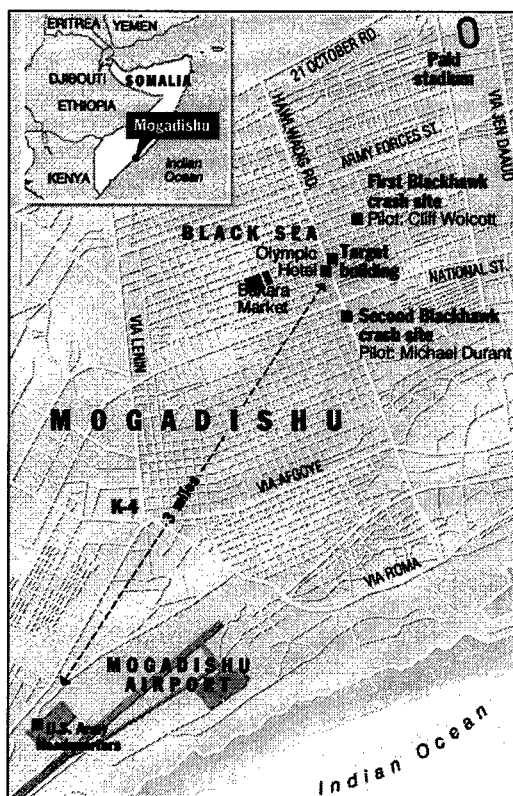 ERITREA
YEMEN
DJIBOUTI
SOMALIA
ETHIOPIA
Mogadishu
KENYA
Indian
Ocean
21 OCTOBER RD.
Paki
stadium
HAWL WADIG RD.
VIA JEH DAAUD
ARMY FORCES ST.
First Blackhawk
crash site
Pilot: Cliff Wolcott
BLACK SEA
Olympic
Hotel
Target
building
Bakara
Market
NATIONAL ST.
Second Blackhawk
crash site
Pilot: Michael Durant
VIA LENIN
MOGADISHU
VIA AFGOYE
K-4
3 miles
VIA ROMA
MOGADISHU
AIRPORT
U.S. Army
Headquarters
Indian Ocean